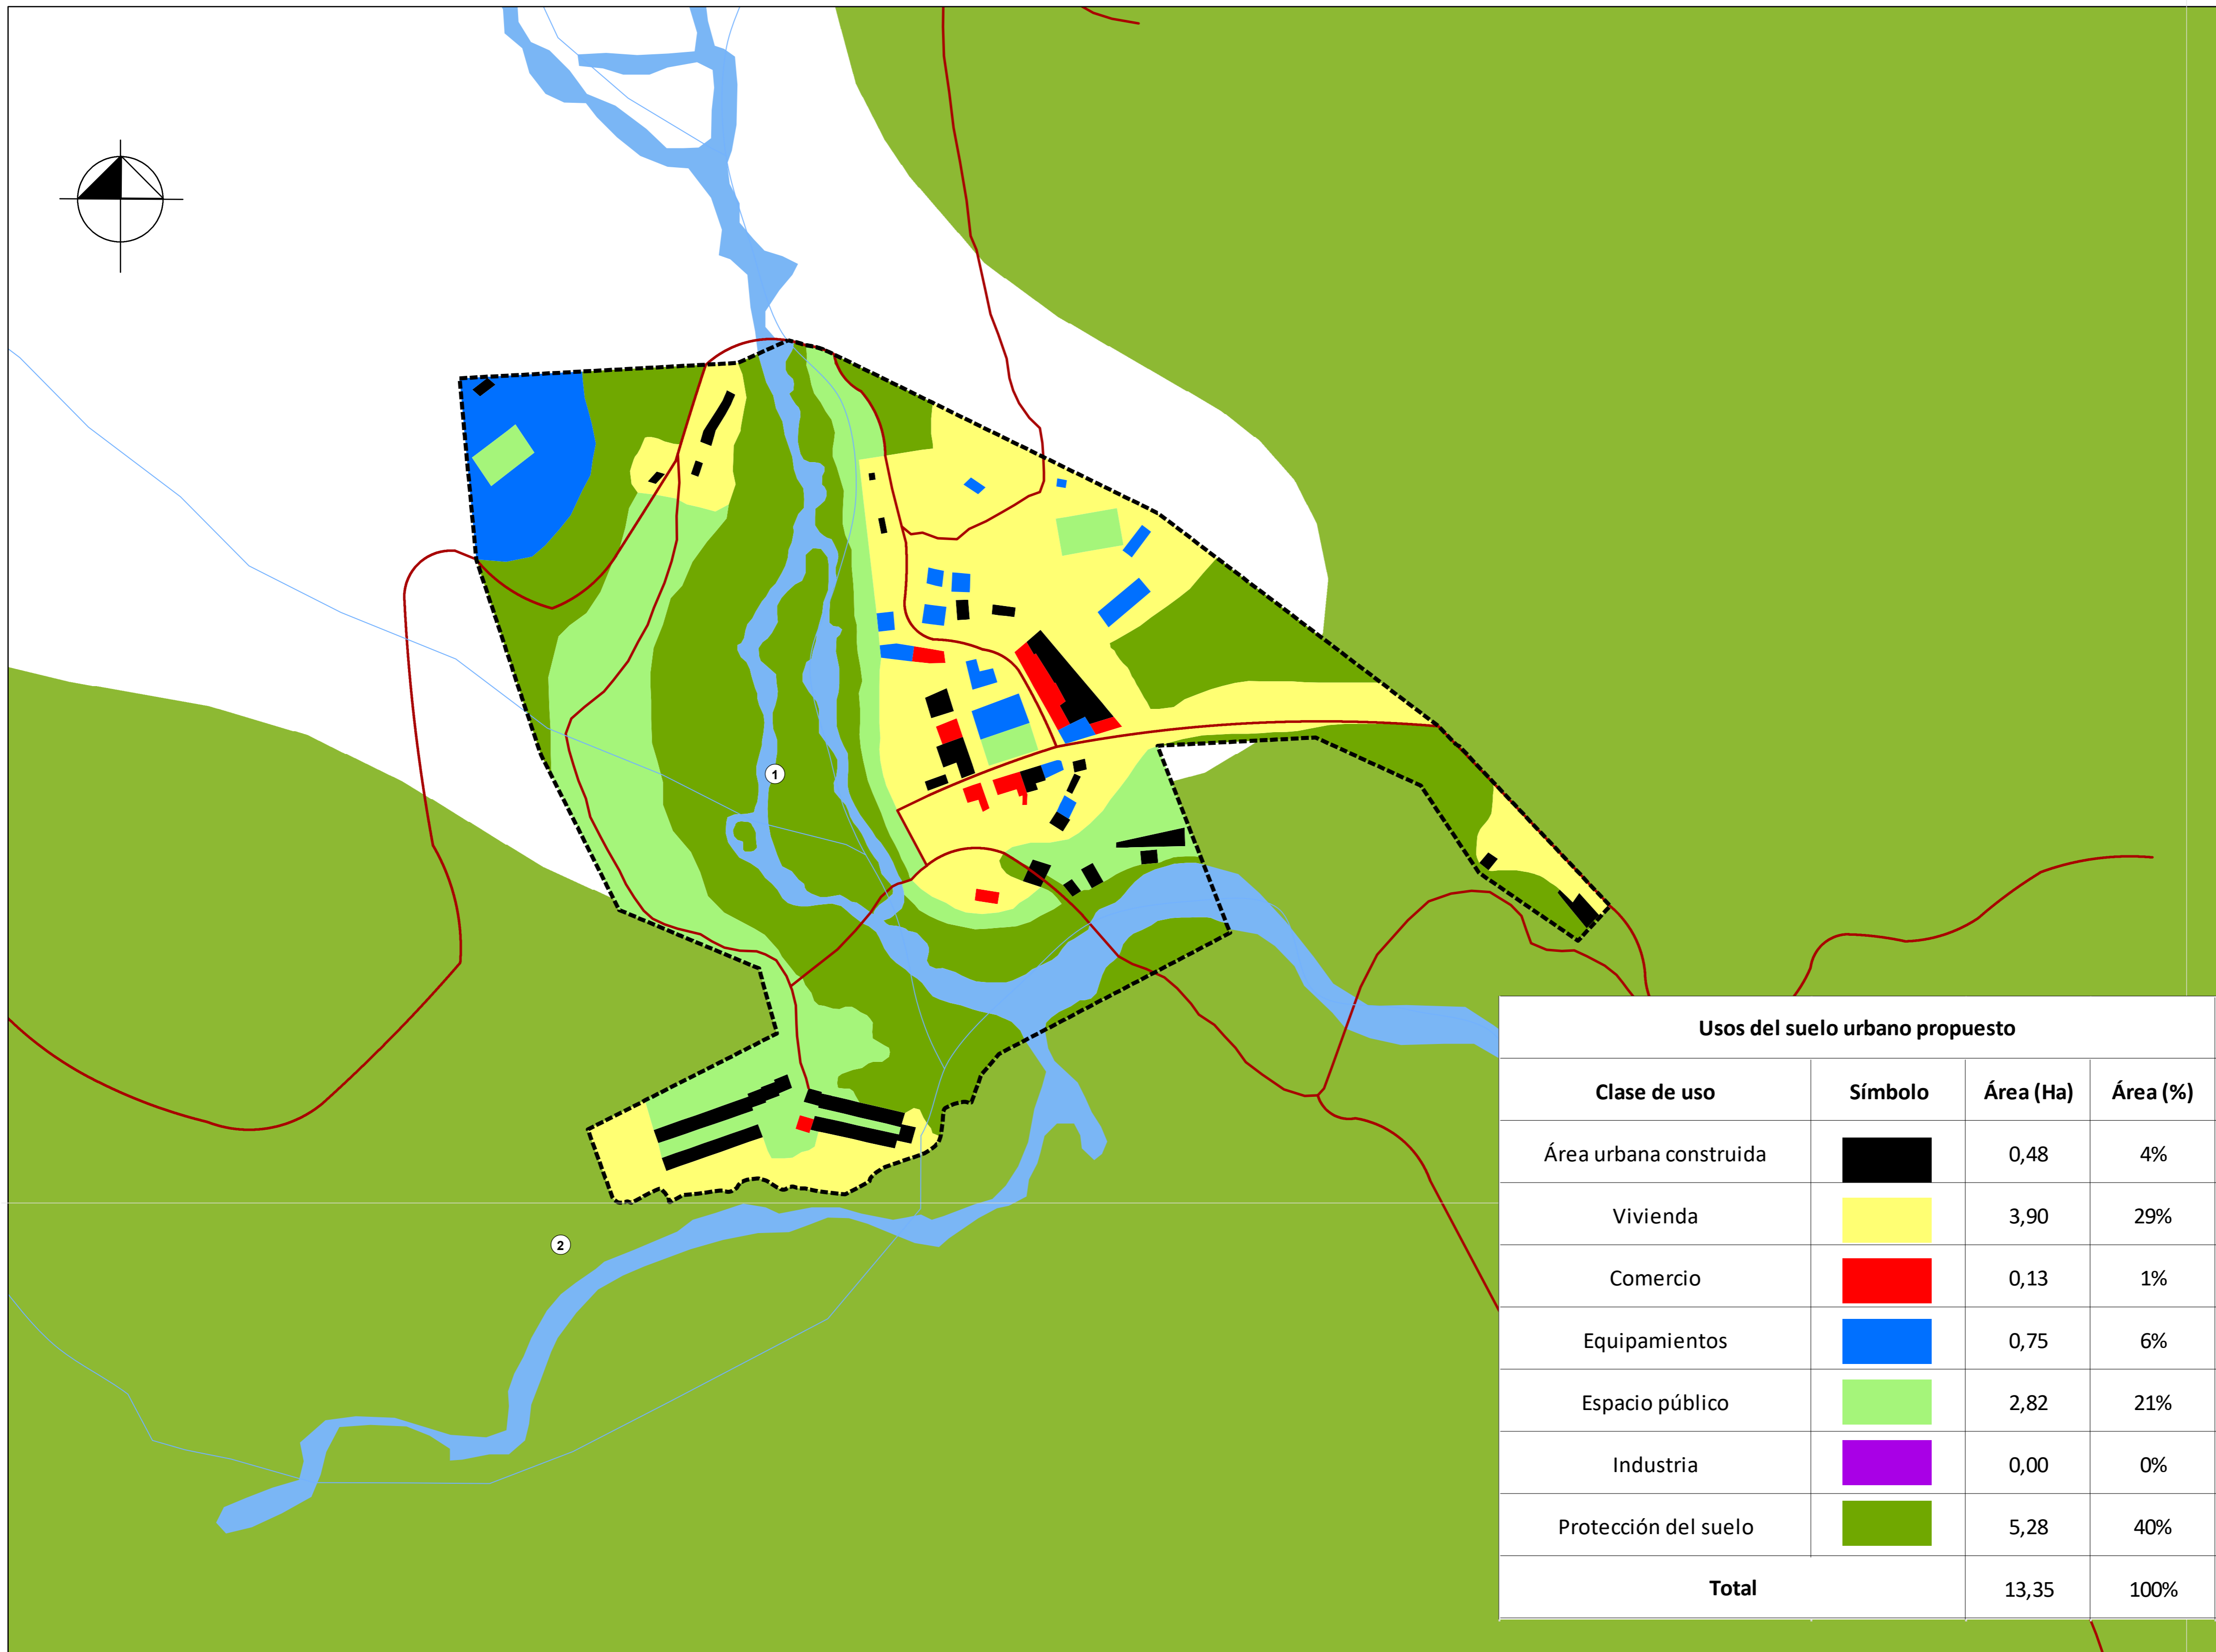 1
2
Usos del suelo urbano propuesto
Clase de uso Símbolo Área (Ha) Área (%)
Área urbana construida 0,48 4%
Vivienda 3,90 29%
Comercio 0,13 1%
Equipamientos 0,75 6%
Espacio público 2,82 21%
Industria 0,00 0%
Protección del suelo 5,28 40%
Total 13,35 100%